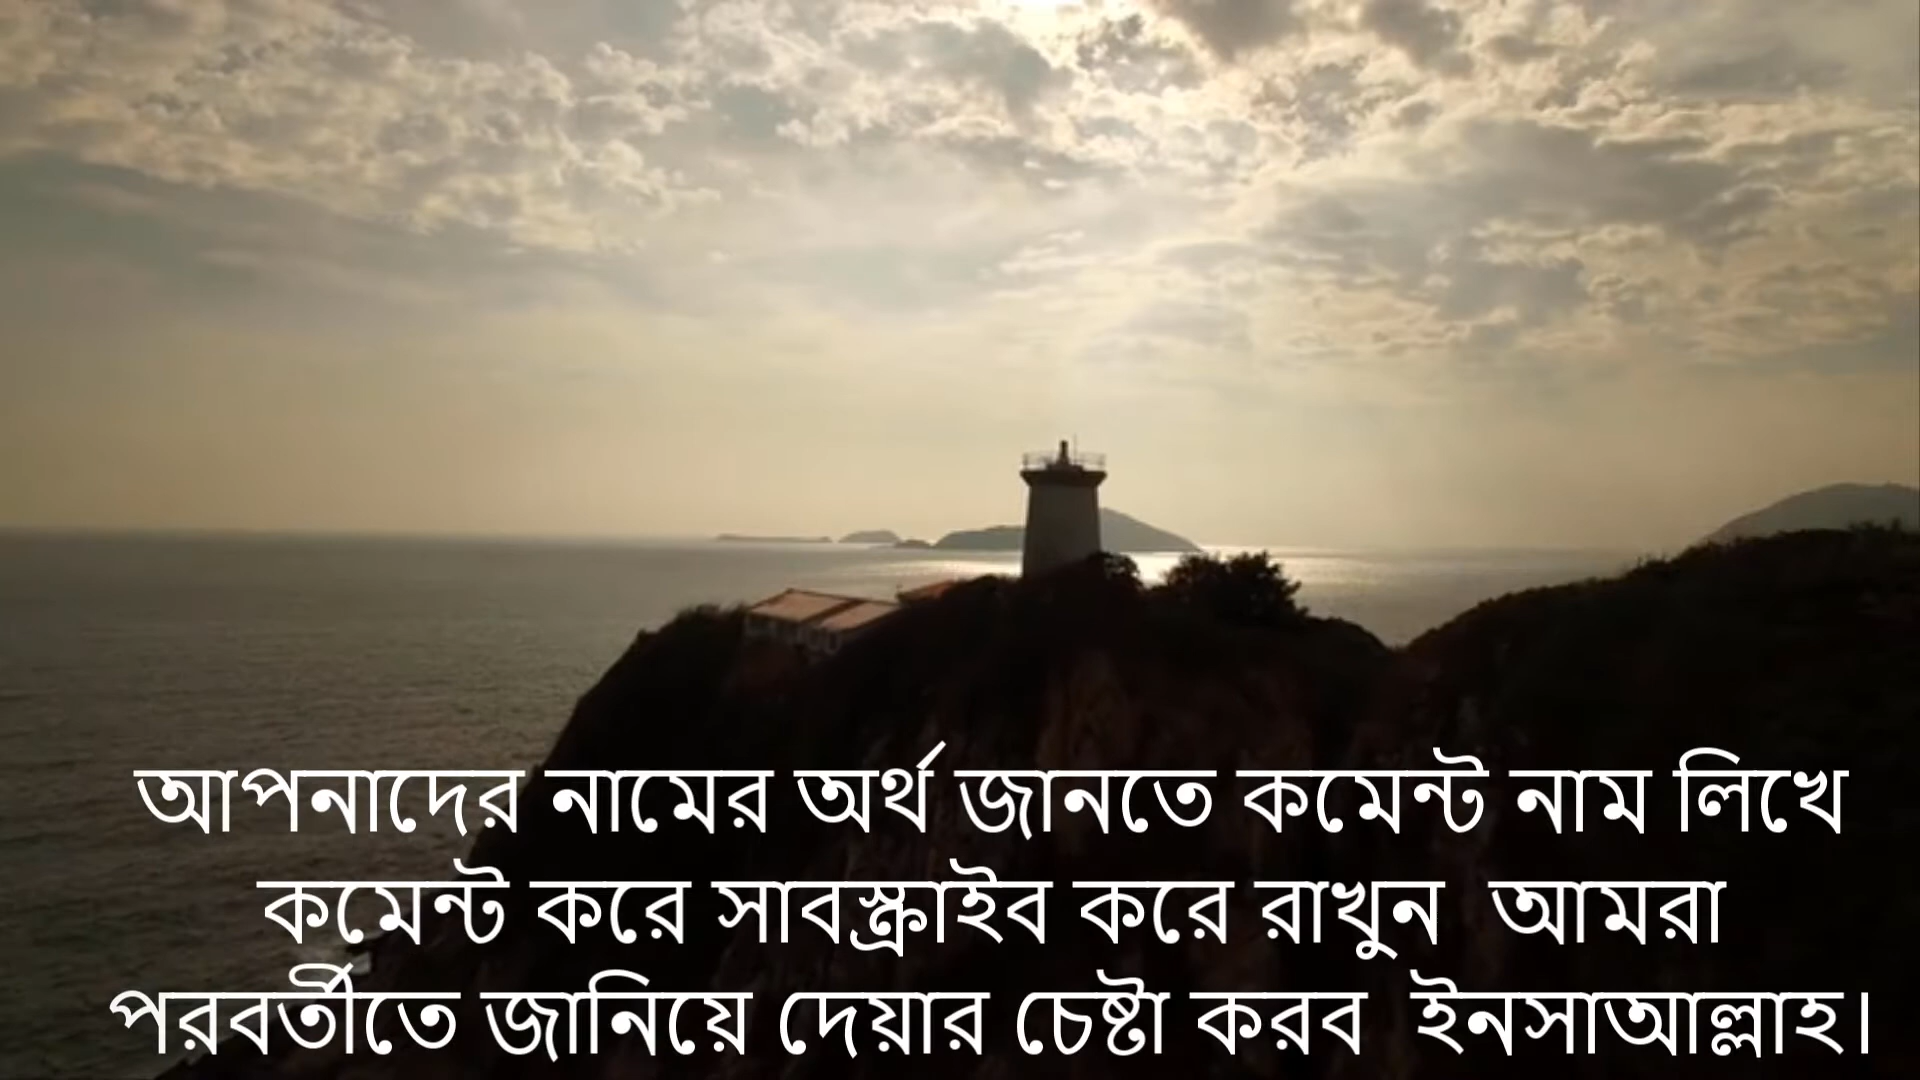 আপনাদের নামের অর্থ জানতে কমেন্ট নাম লিখে
কমেন্ট করে সাবস্ক্রাইব করে রাখুন  আমরা
পরবর্তীতে জানিয়ে দেয়ার চেষ্টা করব  ইনসাআল্লাহ।